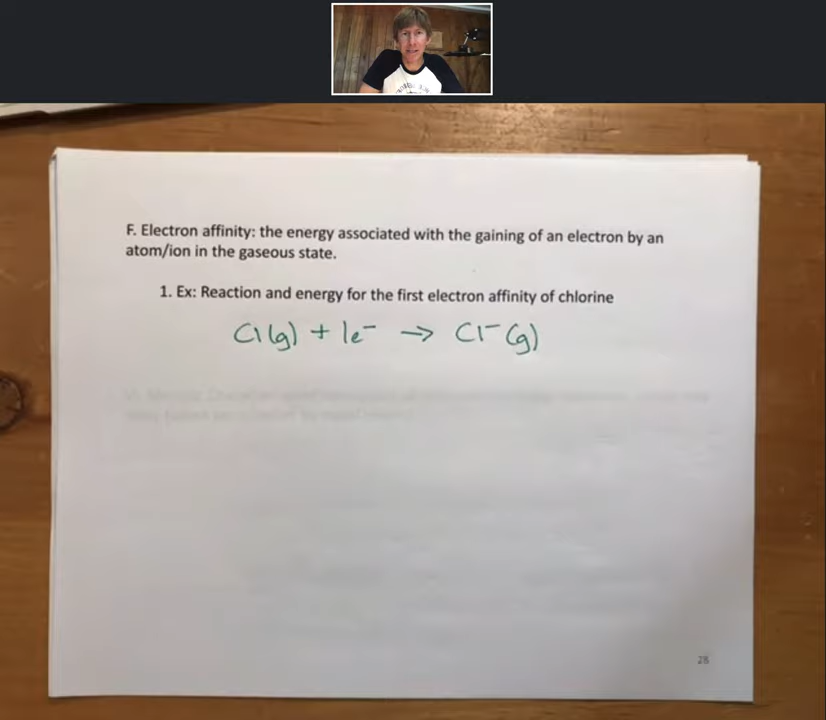 F. Electron affinity: the energy associated with the gaining of an electron by an
atom/ion in the gaseous state.
1. Ex: Reaction and energy for the first electron affinity of chlorine
Cl(g) + 1e⁻ → Cl⁻(g)
28